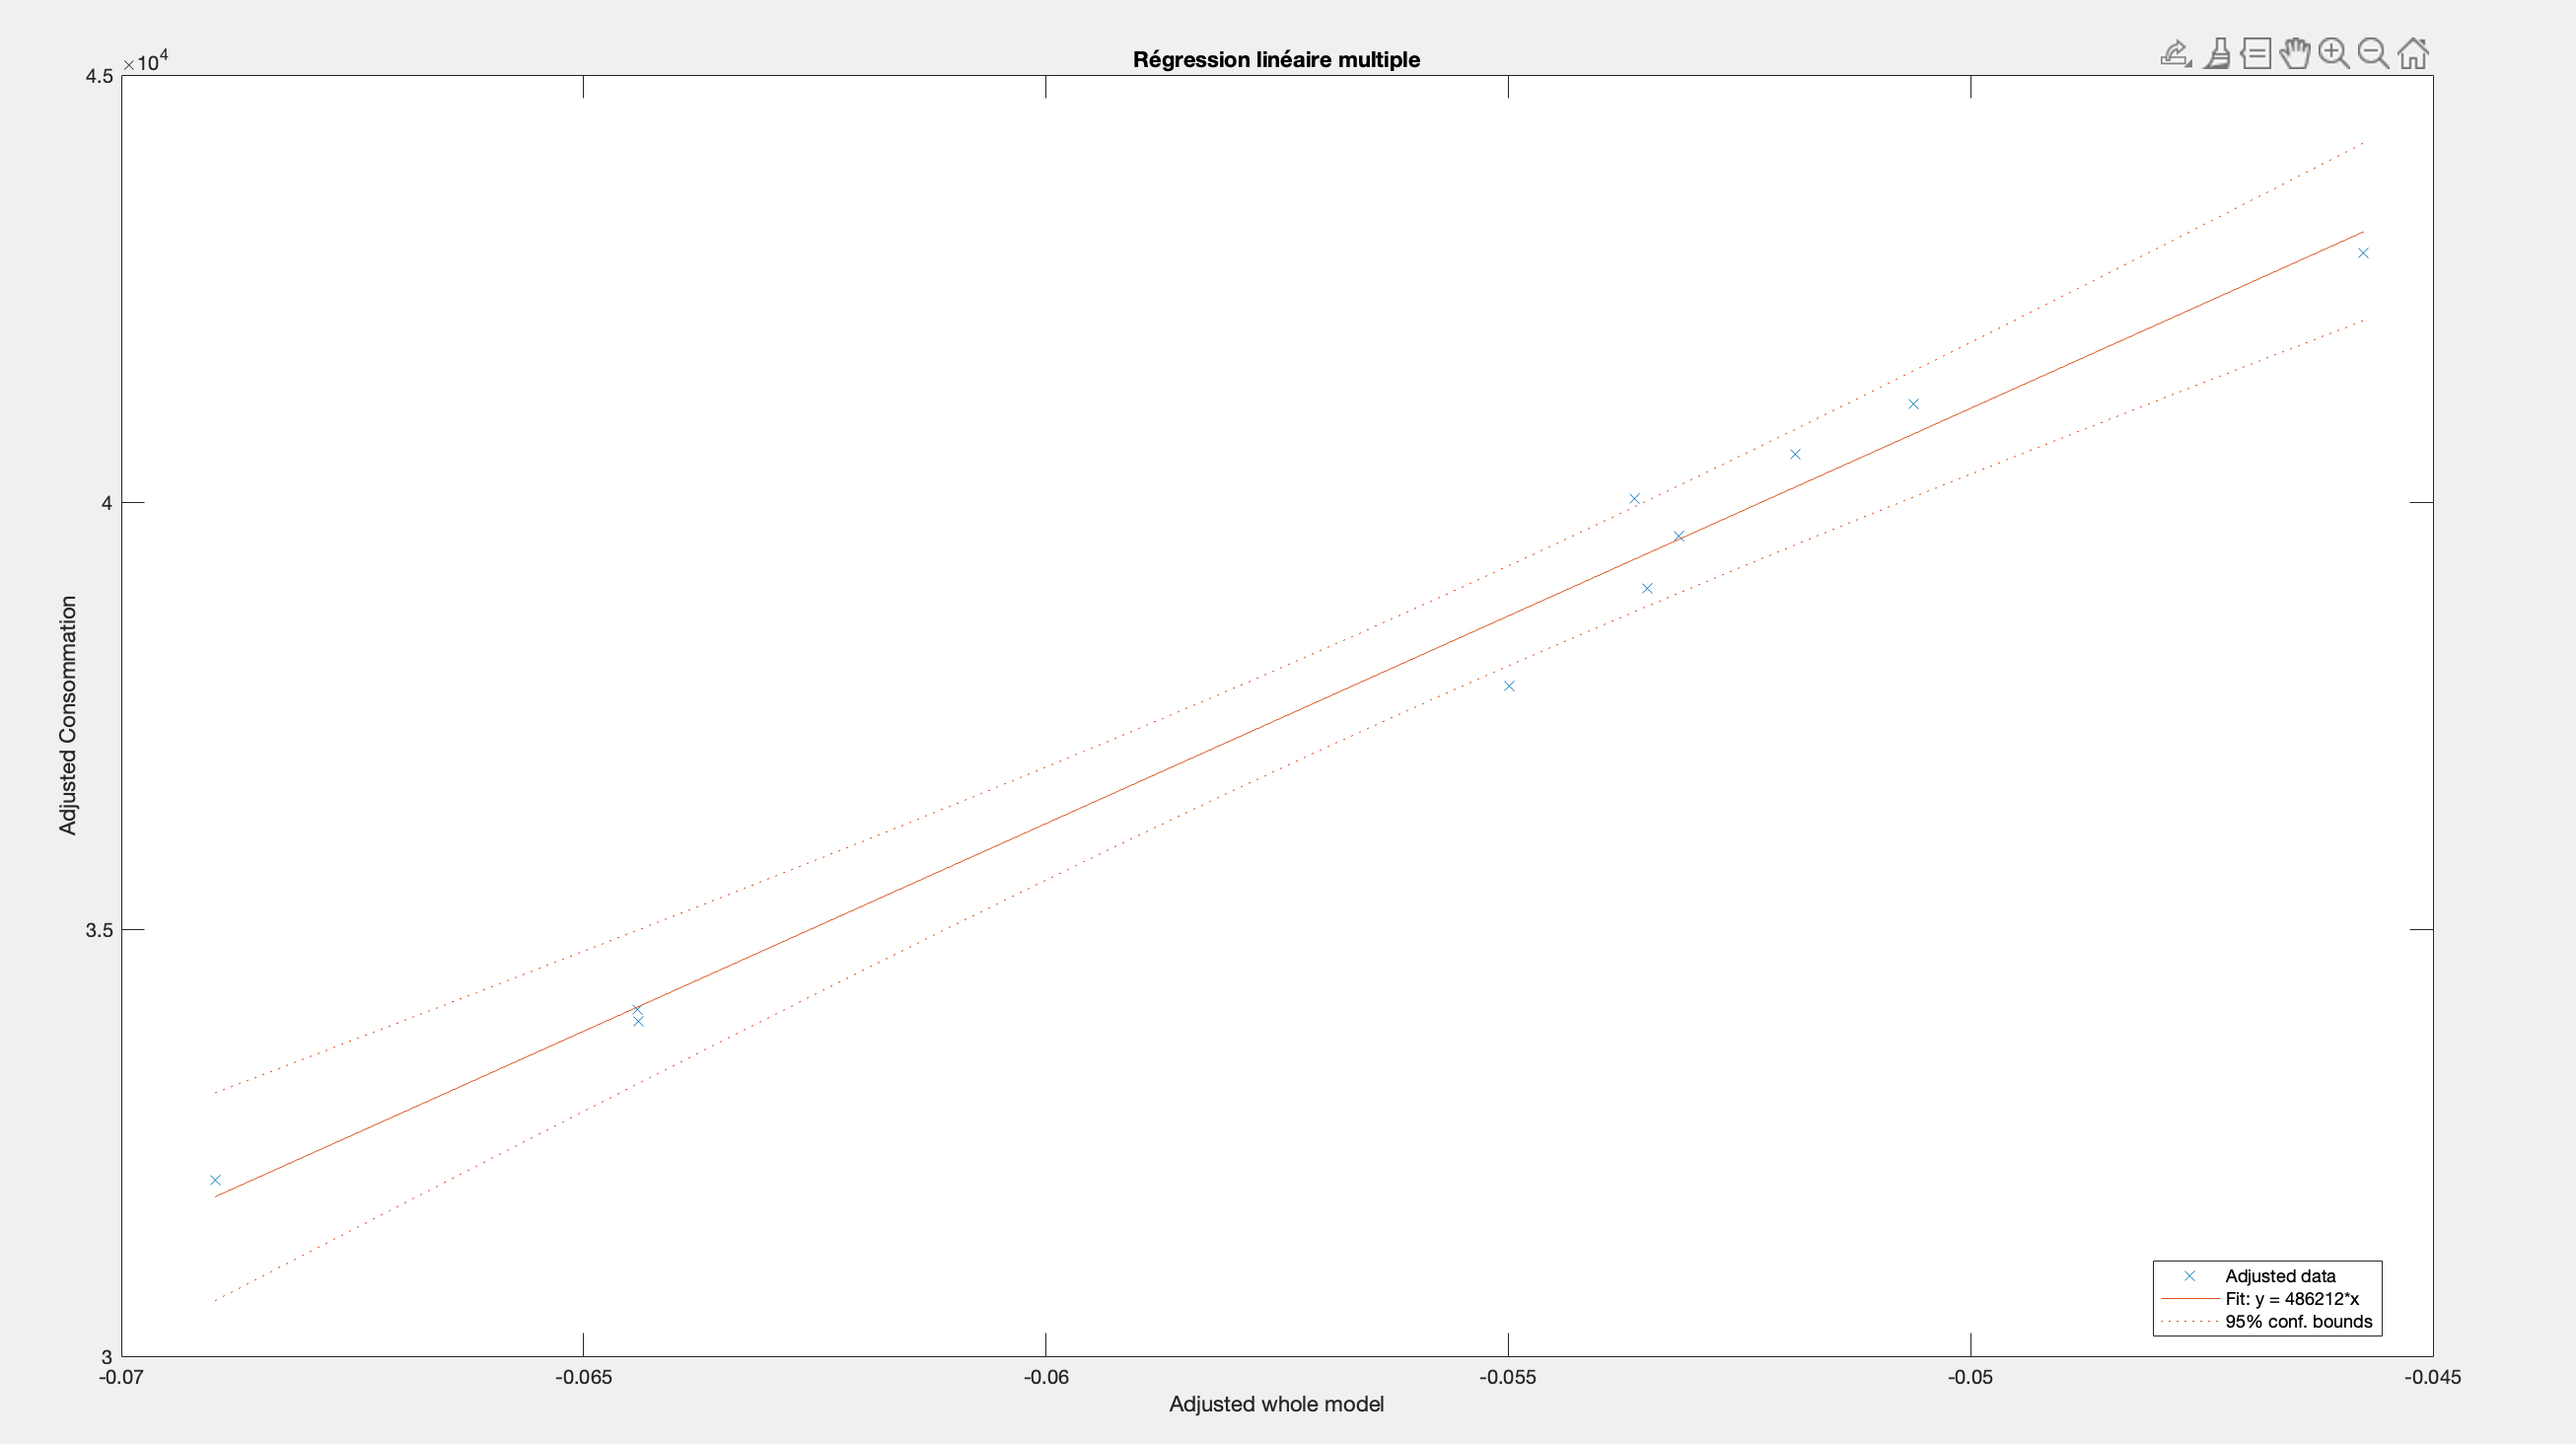 Régression linéaire multiple
×10⁴
4.5
4
3.5
3
Adjusted Consommation
-0.07
-0.065
-0.06
-0.055
-0.05
-0.045
Adjusted whole model
Adjusted data
Fit: y = 486212*x
95% conf. bounds